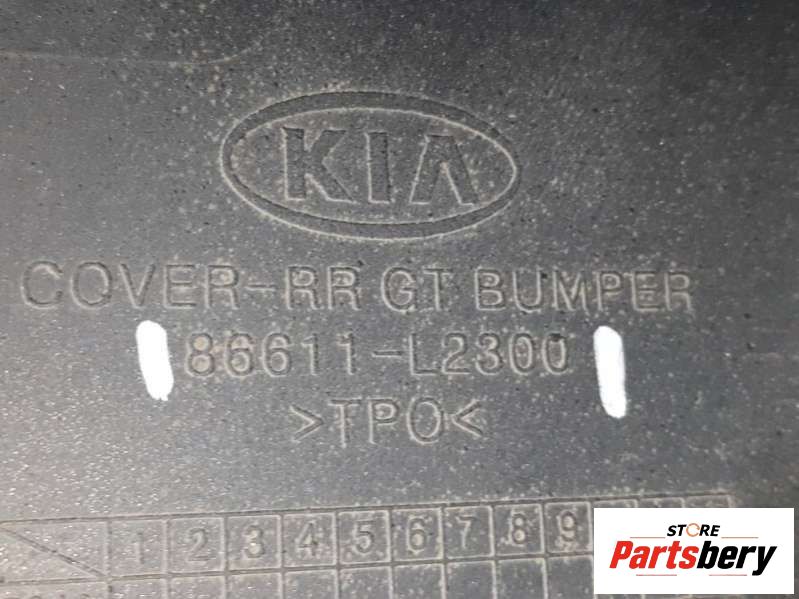 KIA
COVER-RR GT BUMPER
86611-L2300
>TPO<
1 2 3 4 5 6 7 8 9
STORE
Partsbery